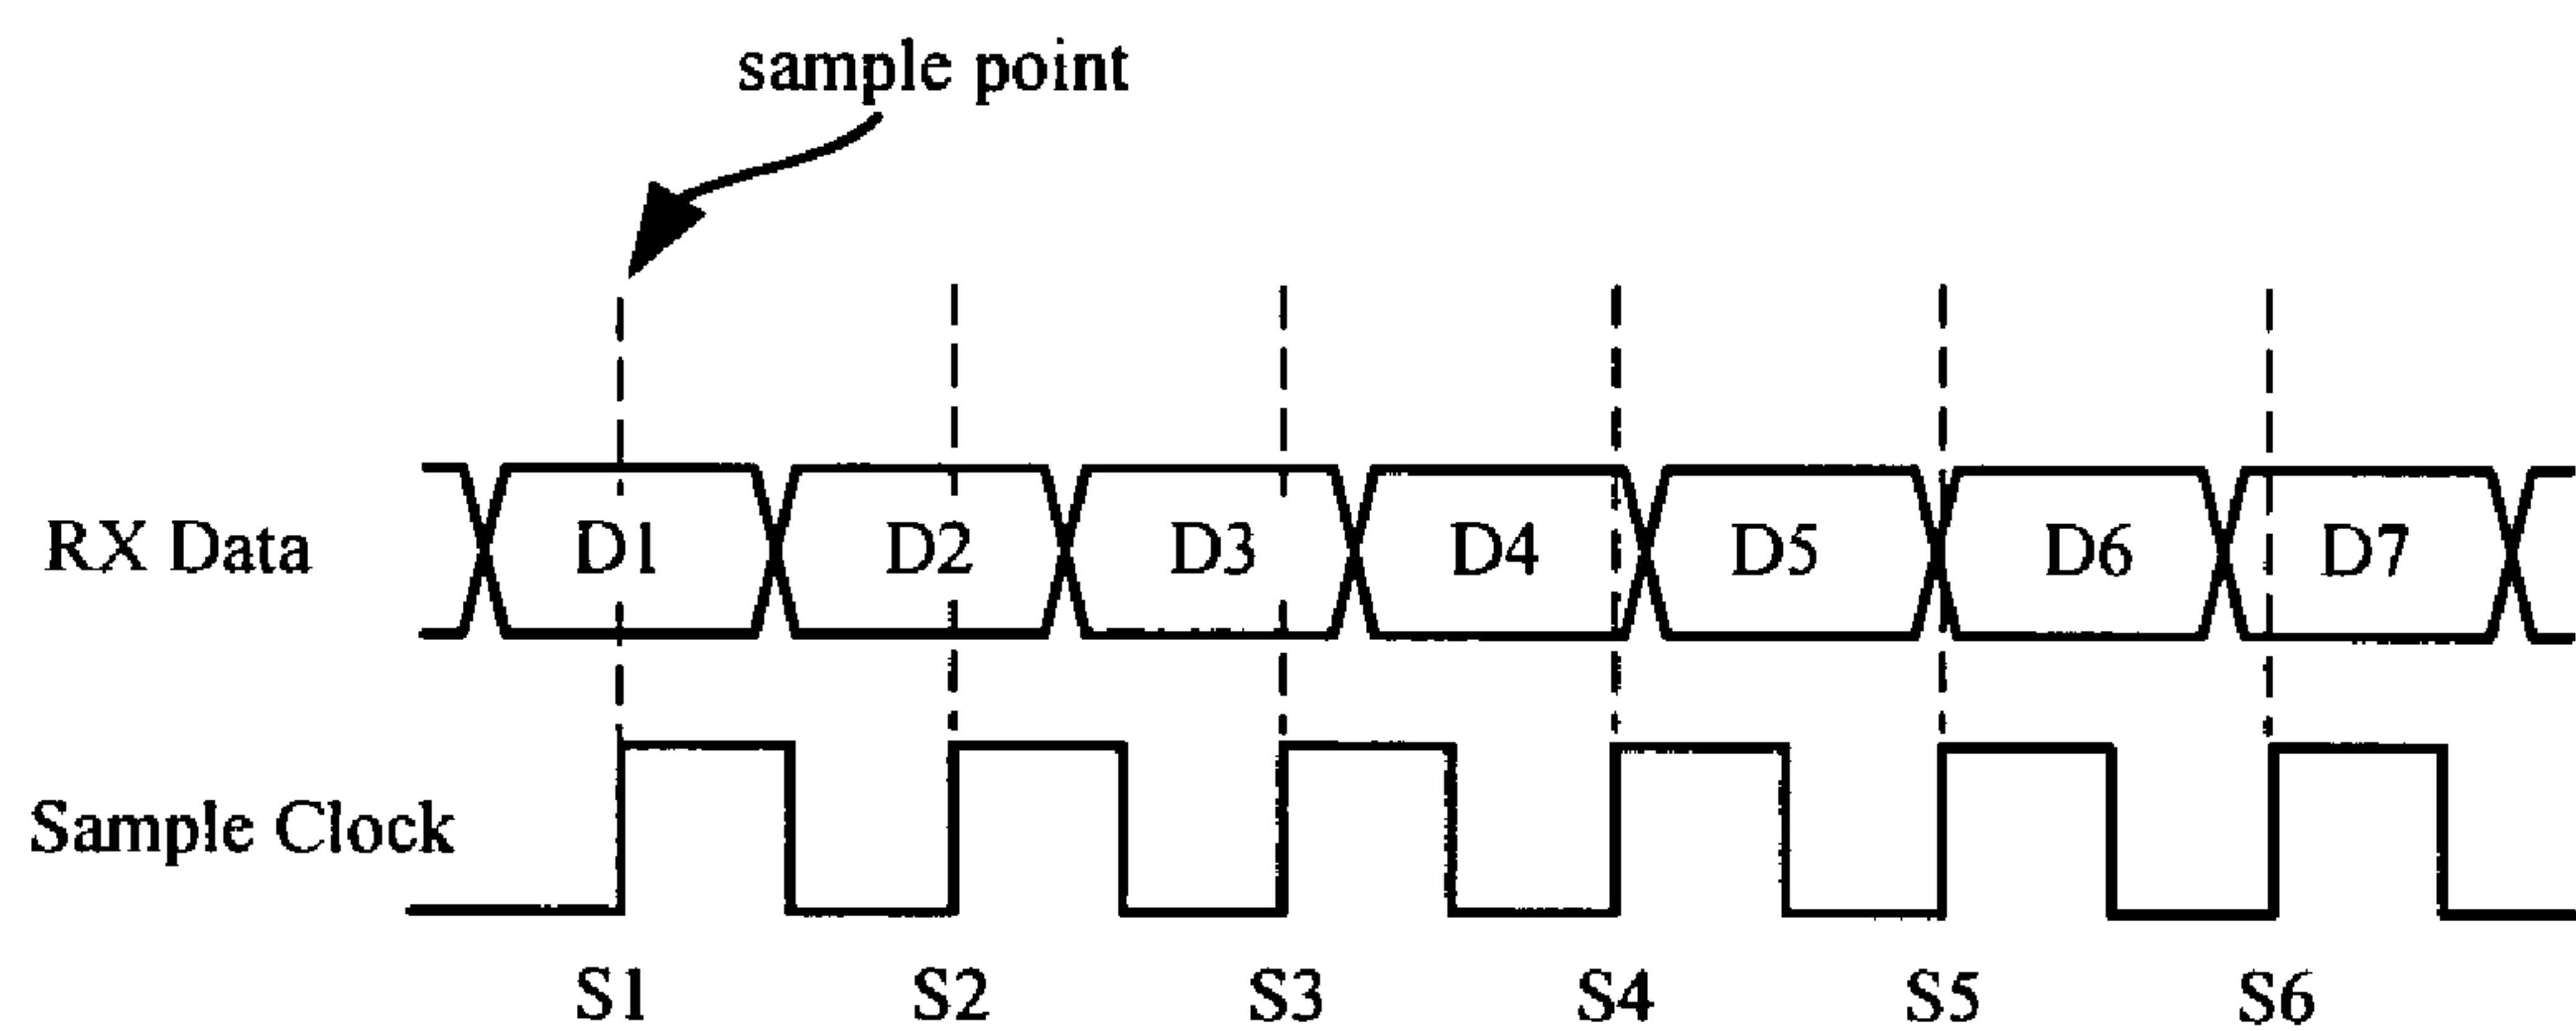 sample point
RX Data D1 D2 D3 D4 D5 D6 D7
Sample Clock
S1 S2 S3 S4 S5 S6